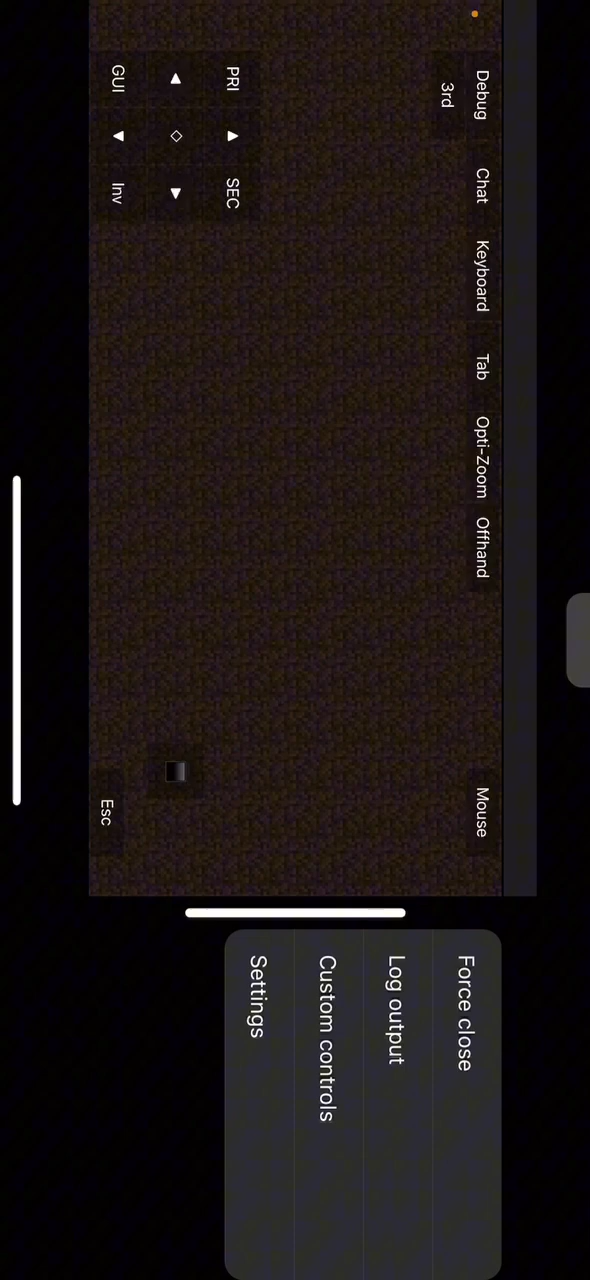 Debug
Chat
Keyboard
Tab
Opti-Zoom
Offhand
Mouse
3rd
PRI
▲
SEC
◀
◇
▶
GUI
▼
Inv
Esc
Force close
Log output
Custom controls
Settings